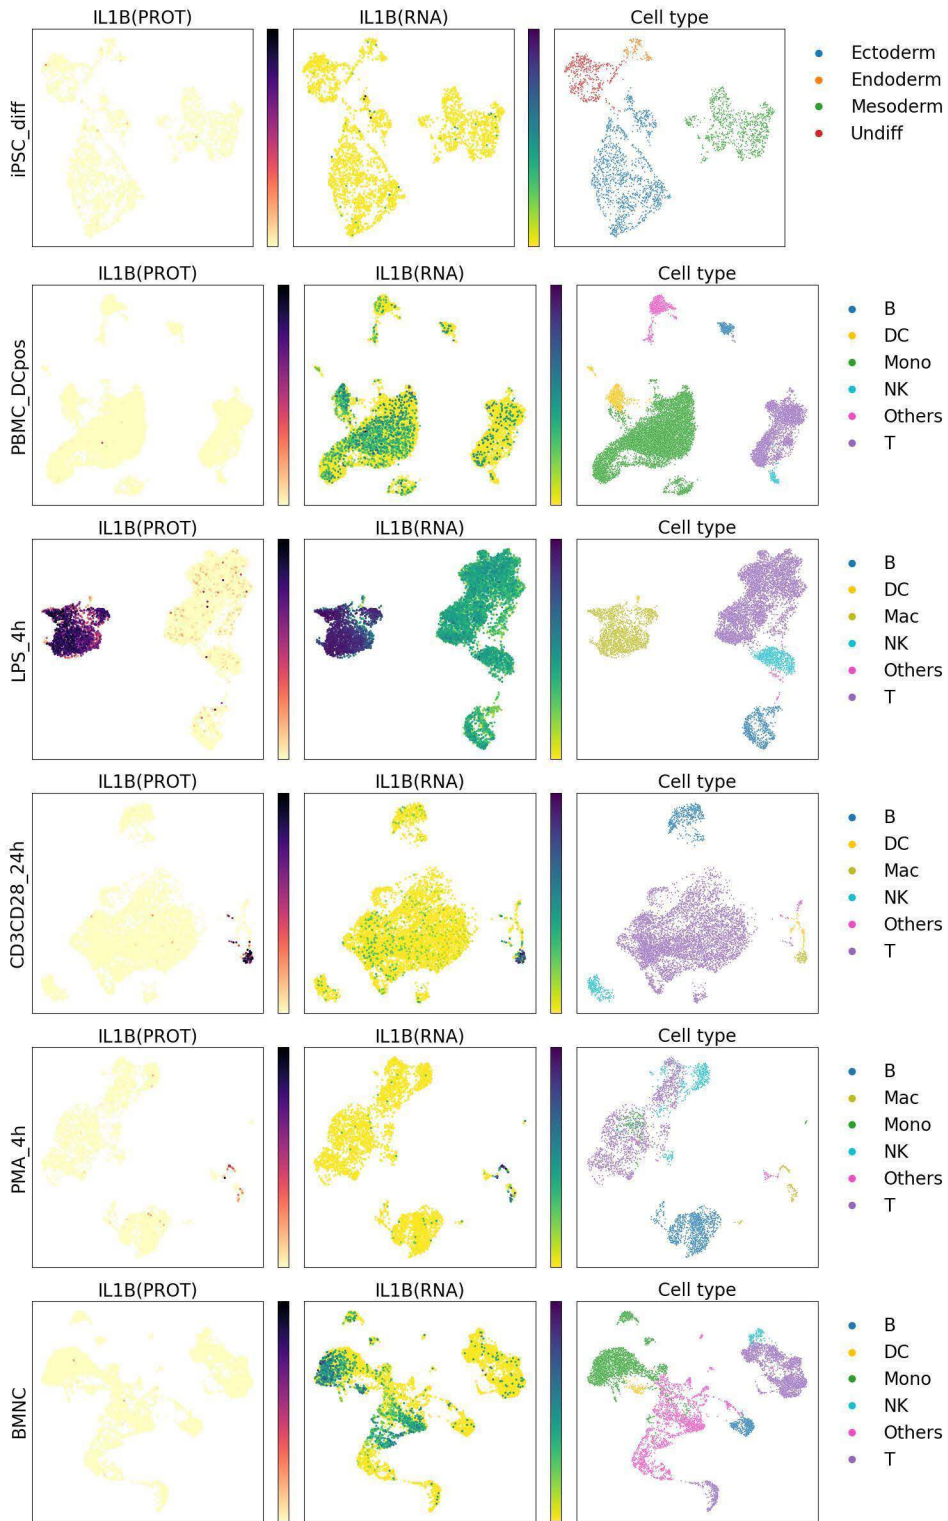 IL1B(PROT) IL1B(RNA) Cell type
iPSC_diff
Ectoderm
Endoderm
Mesoderm
Undiff
IL1B(PROT) IL1B(RNA) Cell type
PBMC_DCpos
B
DC
Mono
NK
Others
T
IL1B(PROT) IL1B(RNA) Cell type
LPS_4h
B
DC
Mac
NK
Others
T
IL1B(PROT) IL1B(RNA) Cell type
CD3CD28_24h
B
DC
Mac
NK
Others
T
IL1B(PROT) IL1B(RNA) Cell type
PMA_4h
B
Mac
Mono
NK
Others
T
IL1B(PROT) IL1B(RNA) Cell type
BMNC
B
DC
Mono
NK
Others
T